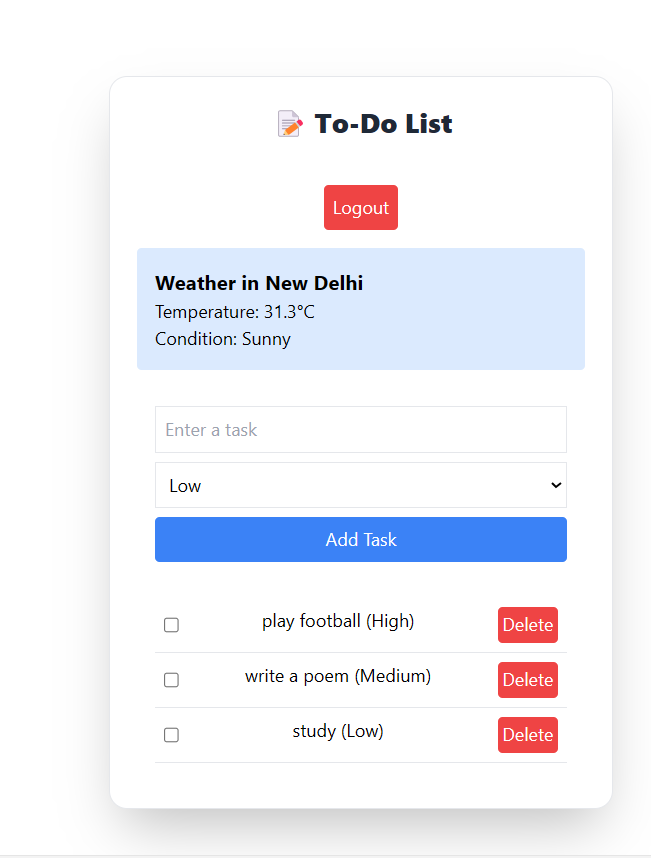 📝 To-Do List
Logout
Weather in New Delhi
Temperature: 31.3°C
Condition: Sunny
Enter a task
Low
Add Task
play football (High) Delete
write a poem (Medium) Delete
study (Low) Delete